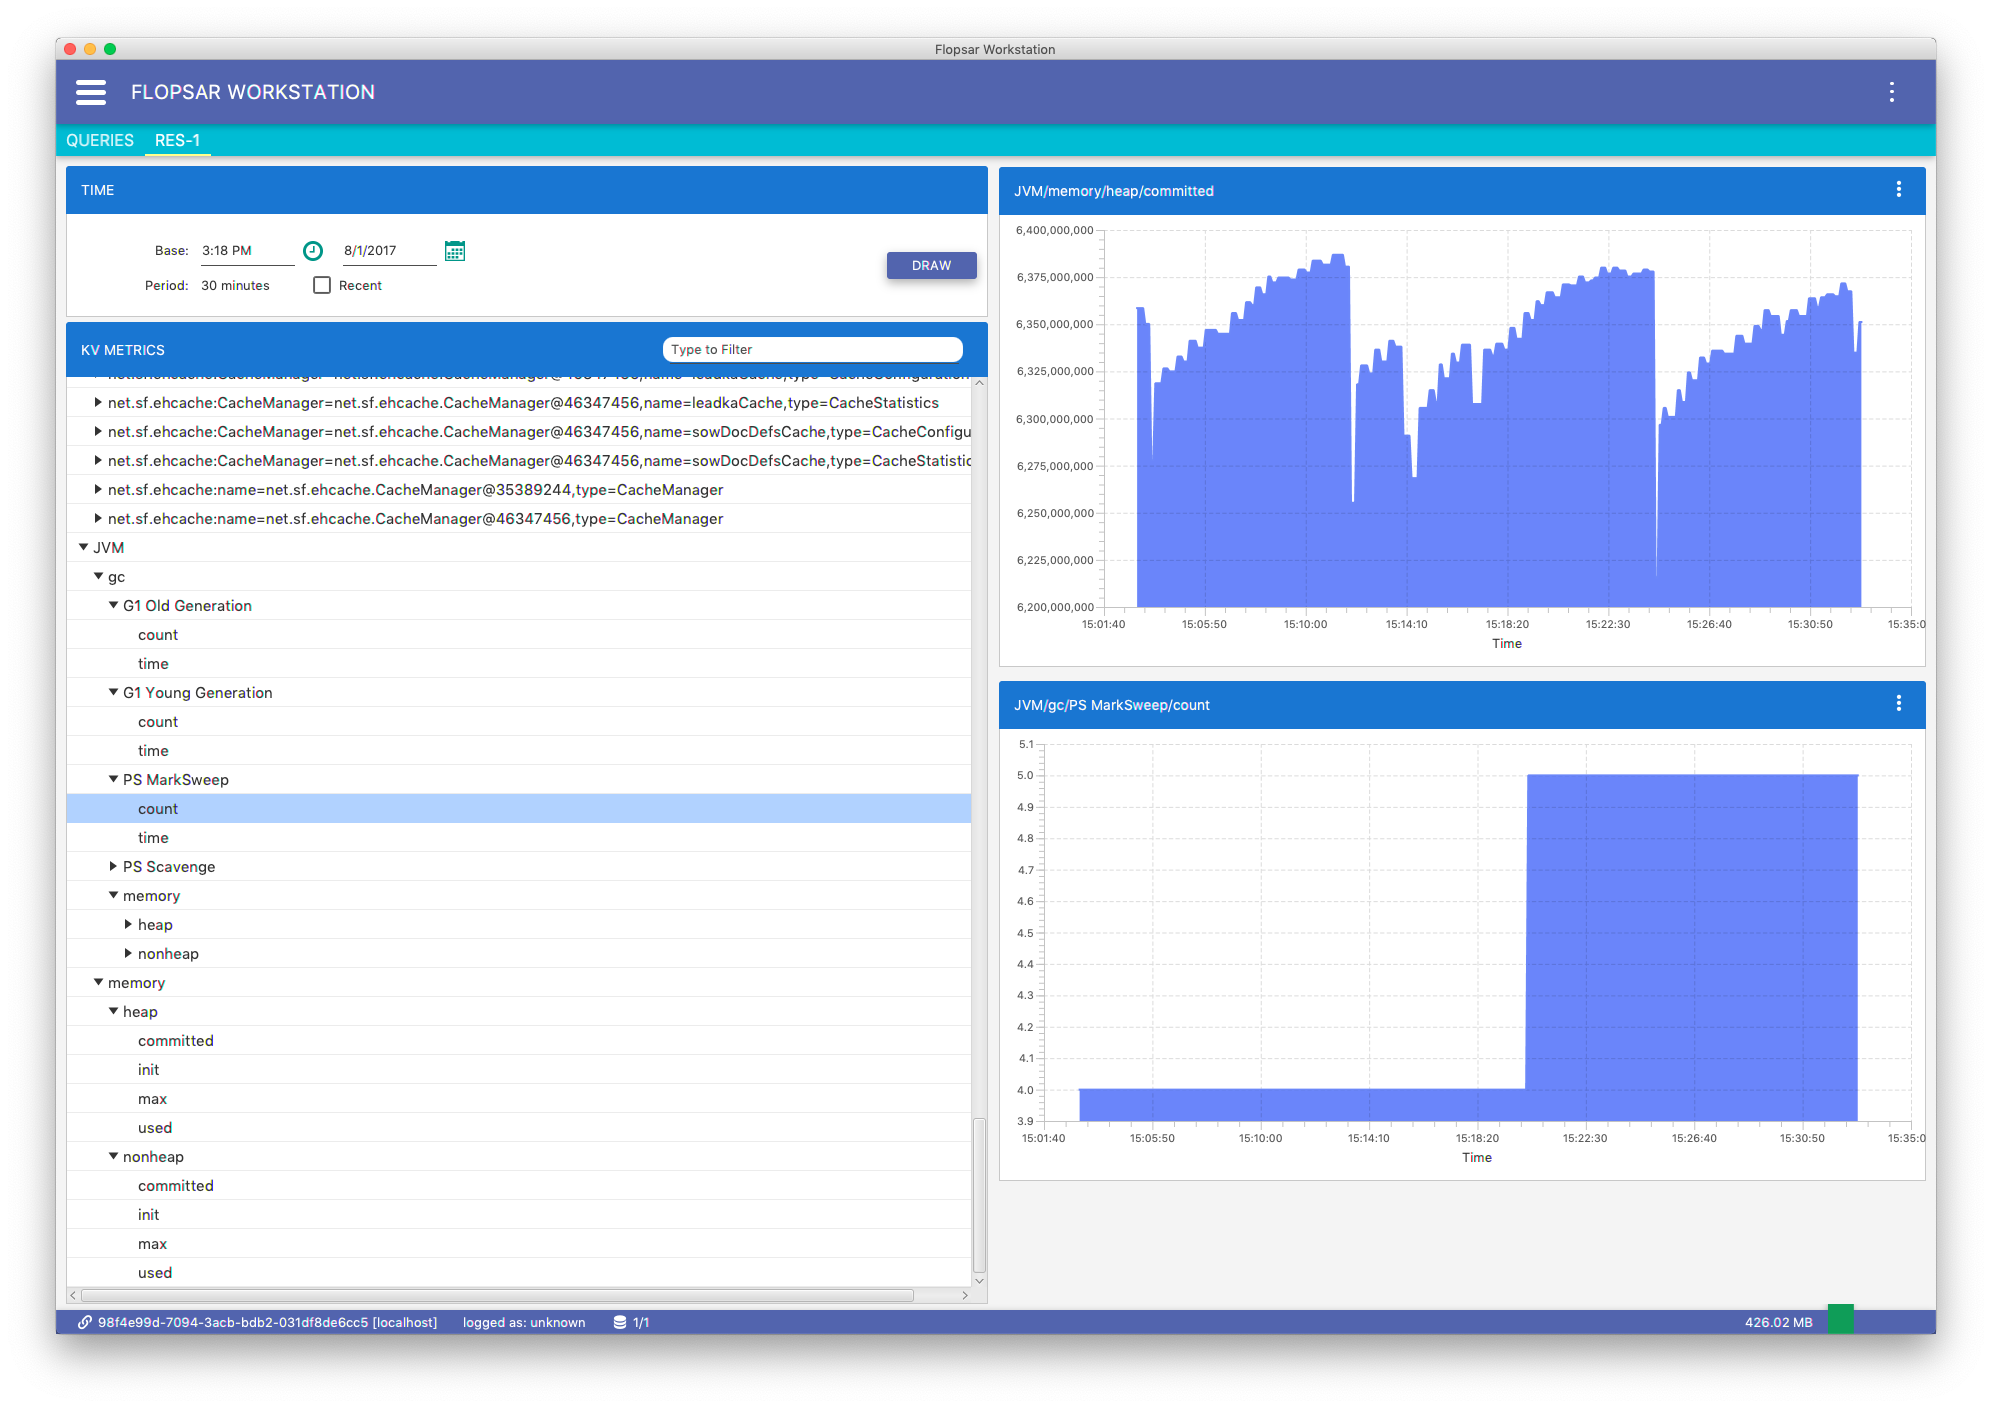 Flopsar Workstation
FLOPSAR WORKSTATION
QUERIES RES-1
TIME
Base: 3:18 PM 8/1/2017
Period: 30 minutes Recent
DRAW
KV METRICS
Type to Filter
net.sf.ehcache:CacheManager=net.sf.ehcache.CacheManager@46347456,name=leadkaCache,type=CacheConfiguration
net.sf.ehcache:CacheManager=net.sf.ehcache.CacheManager@46347456,name=leadkaCache,type=CacheStatistics
net.sf.ehcache:CacheManager=net.sf.ehcache.CacheManager@46347456,name=sowDocDefsCache,type=CacheConfigu
net.sf.ehcache:CacheManager=net.sf.ehcache.CacheManager@46347456,name=sowDocDefsCache,type=CacheStatistic
net.sf.ehcache:name=net.sf.ehcache.CacheManager@35389244,type=CacheManager
net.sf.ehcache:name=net.sf.ehcache.CacheManager@46347456,type=CacheManager
JVM
gc
G1 Old Generation
count
time
G1 Young Generation
count
time
PS MarkSweep
count
time
PS Scavenge
memory
heap
nonheap
memory
heap
committed
init
max
used
nonheap
committed
init
max
used
JVM/memory/heap/committed
6,400,000,000
6,375,000,000
6,350,000,000
6,325,000,000
6,300,000,000
6,275,000,000
6,250,000,000
6,225,000,000
6,200,000,000
15:01:40 15:05:50 15:10:00 15:14:10 15:18:20 15:22:30 15:26:40 15:30:50 15:35:0
Time
JVM/gc/PS MarkSweep/count
5.1
5.0
4.9
4.8
4.7
4.6
4.5
4.4
4.3
4.2
4.1
4.0
3.9
15:01:40 15:05:50 15:10:00 15:14:10 15:18:20 15:22:30 15:26:40 15:30:50 15:35:0
Time
98f4e99d-7094-3acb-bdb2-031df8de6cc5 [localhost] logged as: unknown 1/1
426.02 MB